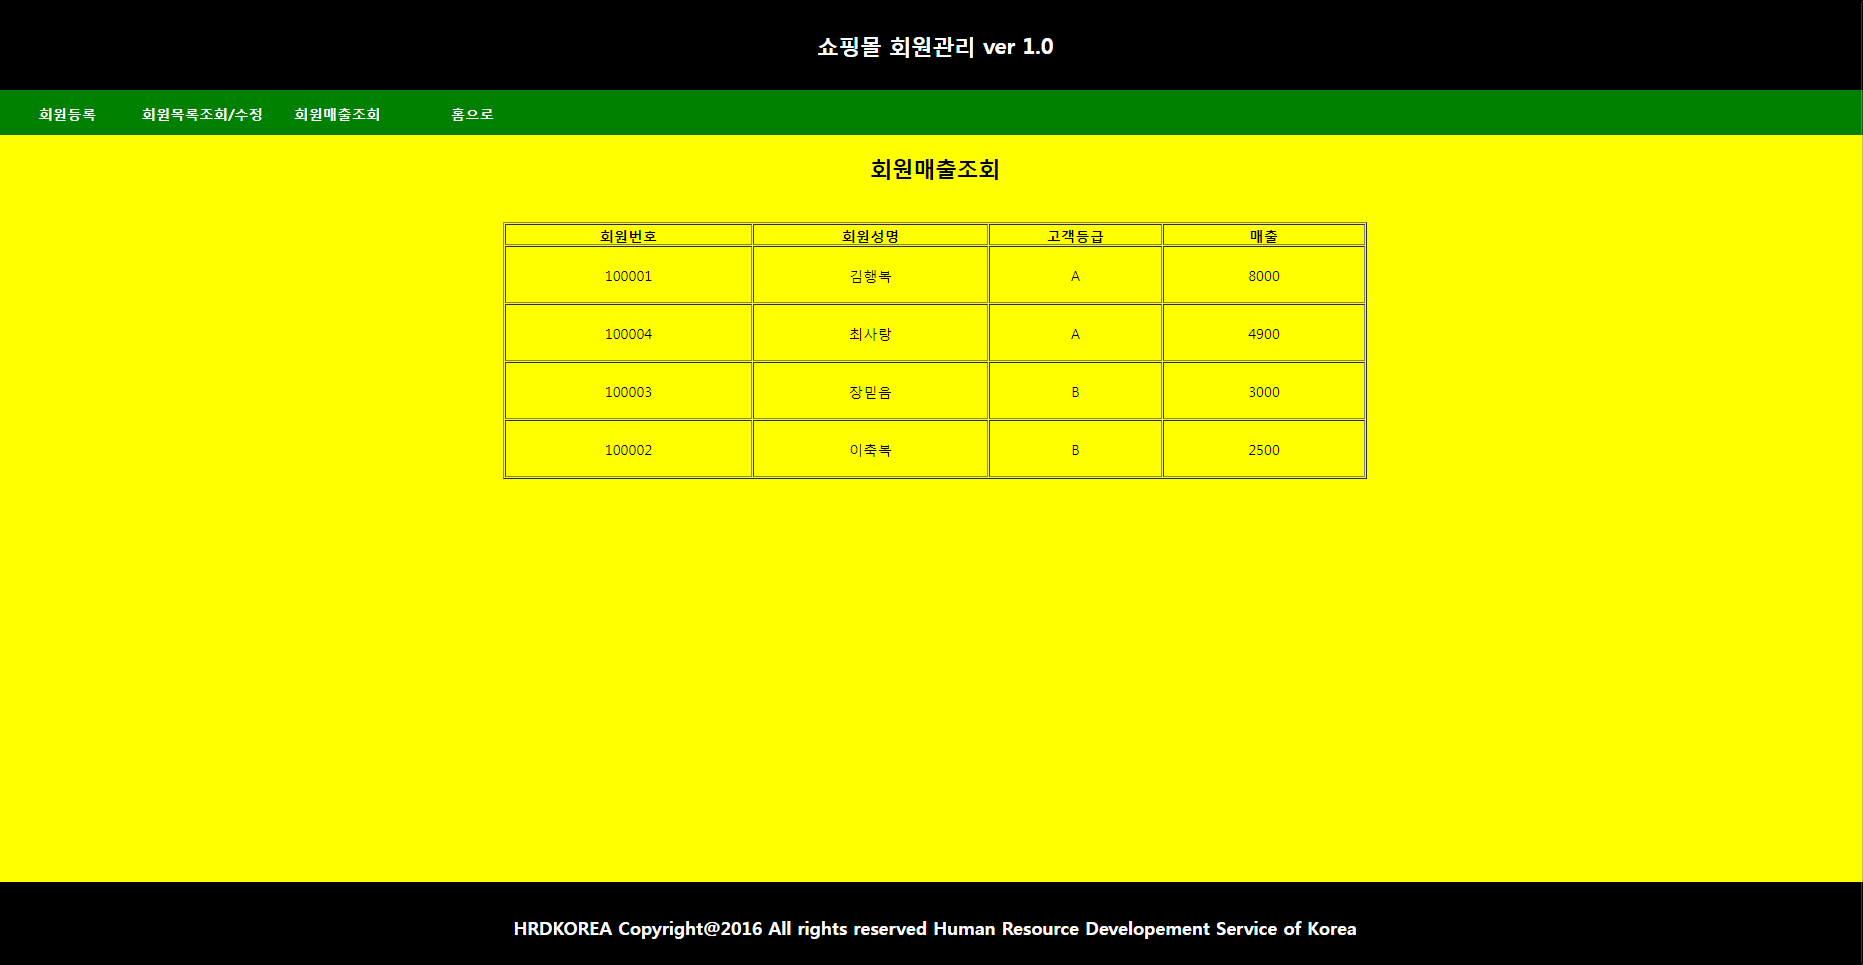 쇼핑몰 회원관리 ver 1.0
회원등록 회원목록조회/수정 회원매출조회 홈으로
회원매출조회
회원번호 회원성명 고객등급 매출
100001 김행복 A 8000
100004 최사랑 A 4900
100003 장믿음 B 3000
100002 이축복 B 2500
HRDKOREA Copyright@2016 All rights reserved Human Resource Developement Service of Korea